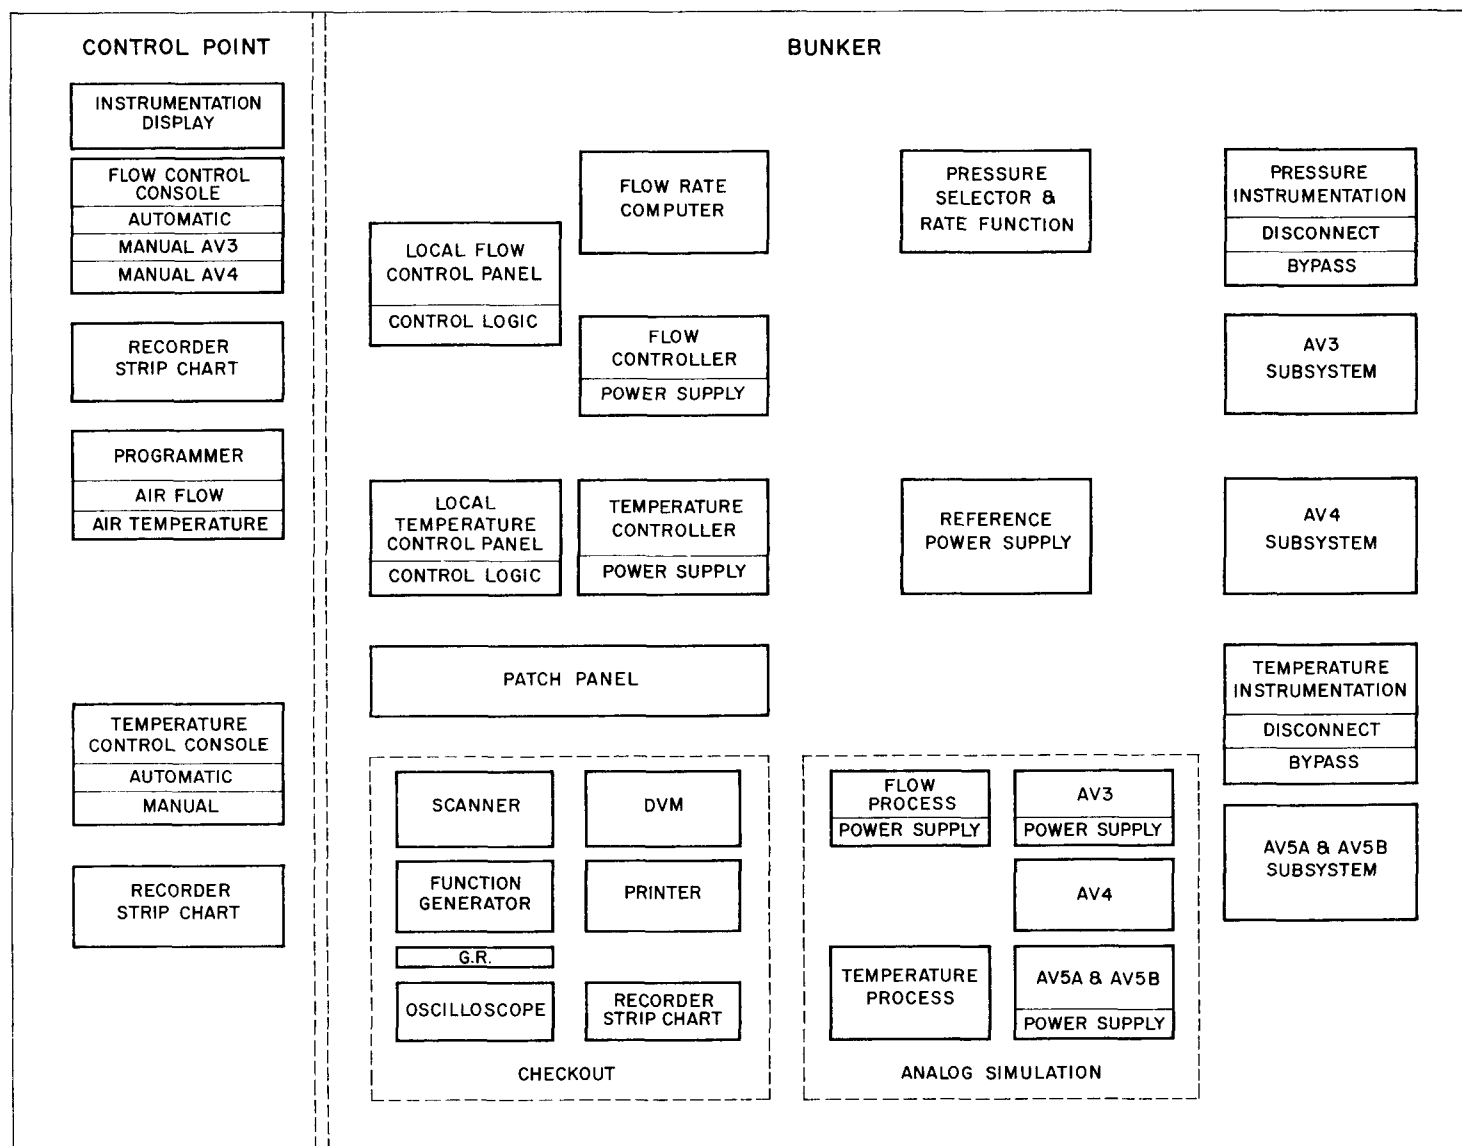 CONTROL POINT
INSTRUMENTATION
DISPLAY
FLOW CONTROL
CONSOLE
AUTOMATIC
MANUAL AV3
MANUAL AV4
RECORDER
STRIP CHART
PROGRAMMER
AIR FLOW
AIR TEMPERATURE
TEMPERATURE
CONTROL CONSOLE
AUTOMATIC
MANUAL
RECORDER
STRIP CHART
BUNKER
LOCAL FLOW
CONTROL PANEL
CONTROL LOGIC
FLOW RATE
COMPUTER
FLOW
CONTROLLER
POWER SUPPLY
PRESSURE
SELECTOR &
RATE FUNCTION
PRESSURE
INSTRUMENTATION
DISCONNECT
BYPASS
AV3
SUBSYSTEM
LOCAL
TEMPERATURE
CONTROL PANEL
CONTROL LOGIC
TEMPERATURE
CONTROLLER
POWER SUPPLY
REFERENCE
POWER SUPPLY
AV4
SUBSYSTEM
PATCH PANEL
TEMPERATURE
INSTRUMENTATION
DISCONNECT
BYPASS
AV5A & AV5B
SUBSYSTEM
SCANNER
DVM
FUNCTION
GENERATOR
PRINTER
G.R.
OSCILLOSCOPE
RECORDER
STRIP CHART
CHECKOUT
FLOW
PROCESS
POWER SUPPLY
AV3
POWER SUPPLY
AV4
TEMPERATURE
PROCESS
AV5A & AV5B
POWER SUPPLY
ANALOG SIMULATION